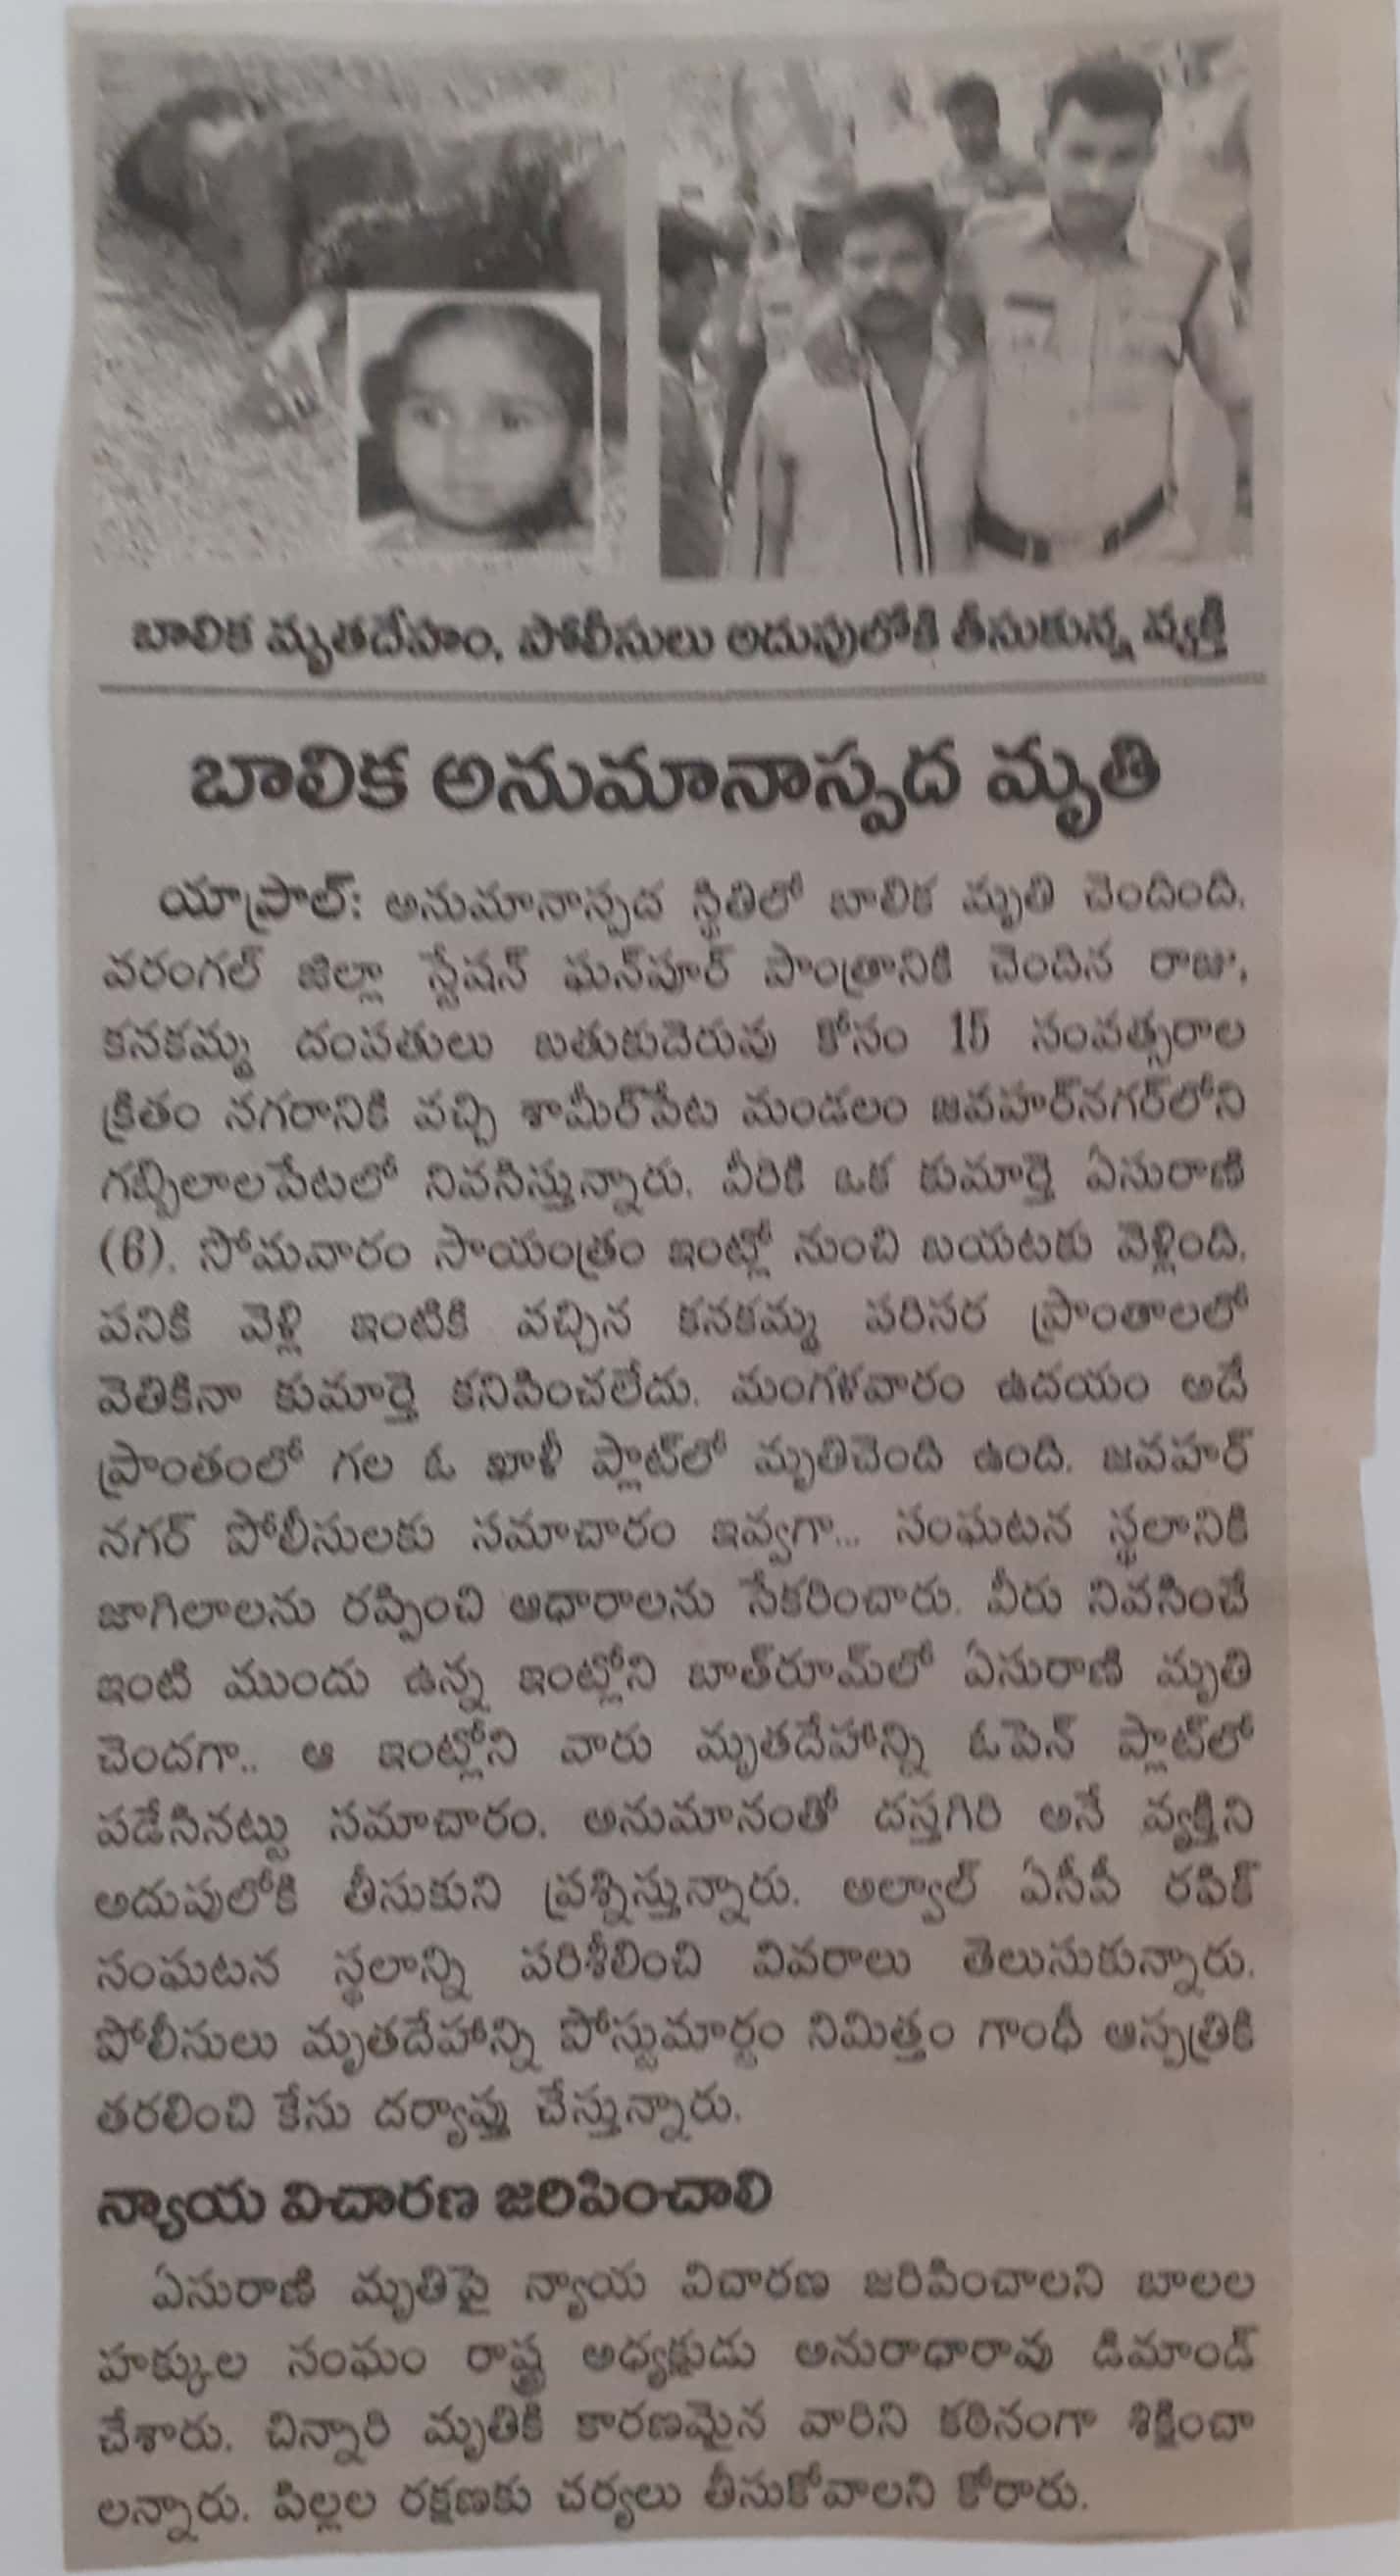 బాలిక మృతదేహం, పోలీసులు అదుపులోకి తీసుకున్న వ్యక్తి
బాలిక అనుమానాస్పద మృతి
యాప్రాల్: అనుమానాస్పద స్థితిలో బాలిక మృతి చెందింది.
వరంగల్ జిల్లా స్టేషన్ ఘన్‌పూర్ ప్రాంతానికి చెందిన రాజు,
కనకమ్మ దంపతులు బతుకుదెరువు కోసం 15 సంవత్సరాల
క్రితం నగరానికి వచ్చి శామీర్‌పేట మండలం జవహర్‌నగర్‌లోని
గబ్బిలాలపేటలో నివసిస్తున్నారు. వీరికి ఒక కుమార్తె ఏసురాణి
(6). సోమవారం సాయంత్రం ఇంట్లో నుంచి బయటకు వెళ్లింది.
పనికి వెళ్లి ఇంటికి వచ్చిన కనకమ్మ పరిసర ప్రాంతాలలో
వెతికినా కుమార్తె కనిపించలేదు. మంగళవారం ఉదయం అదే
ప్రాంతంలో గల ఓ ఖాళీ ప్లాట్‌లో మృతిచెంది ఉంది. జవహర్
నగర్ పోలీసులకు సమాచారం ఇవ్వగా... సంఘటన స్థలానికి
జాగిలాలను రప్పించి ఆధారాలను సేకరించారు. వీరు నివసించే
ఇంటి ముందు ఉన్న ఇంట్లోని బాత్‌రూమ్‌లో ఏసురాణి మృతి
చెందగా.. ఆ ఇంట్లోని వారు మృతదేహాన్ని ఓపెన్ ప్లాట్‌లో
పడేసినట్టు సమాచారం. అనుమానంతో దస్తగిరి అనే వ్యక్తిని
అదుపులోకి తీసుకుని ప్రశ్నిస్తున్నారు. అల్వాల్ ఏసీపీ రఫిక్
సంఘటన స్థలాన్ని పరిశీలించి వివరాలు తెలుసుకున్నారు.
పోలీసులు మృతదేహాన్ని పోస్టుమార్టం నిమిత్తం గాంధీ ఆస్పత్రికి
తరలించి కేసు దర్యాప్తు చేస్తున్నారు.
న్యాయ విచారణ జరిపించాలి
ఏసురాణి మృతిపై న్యాయ విచారణ జరిపించాలని బాలల
హక్కుల సంఘం రాష్ట్ర అధ్యక్షుడు అనురాధారావు డిమాండ్
చేశారు. చిన్నారి మృతికి కారణమైన వారిని కఠినంగా శిక్షించా
లన్నారు. పిల్లల రక్షణకు చర్యలు తీసుకోవాలని కోరారు.